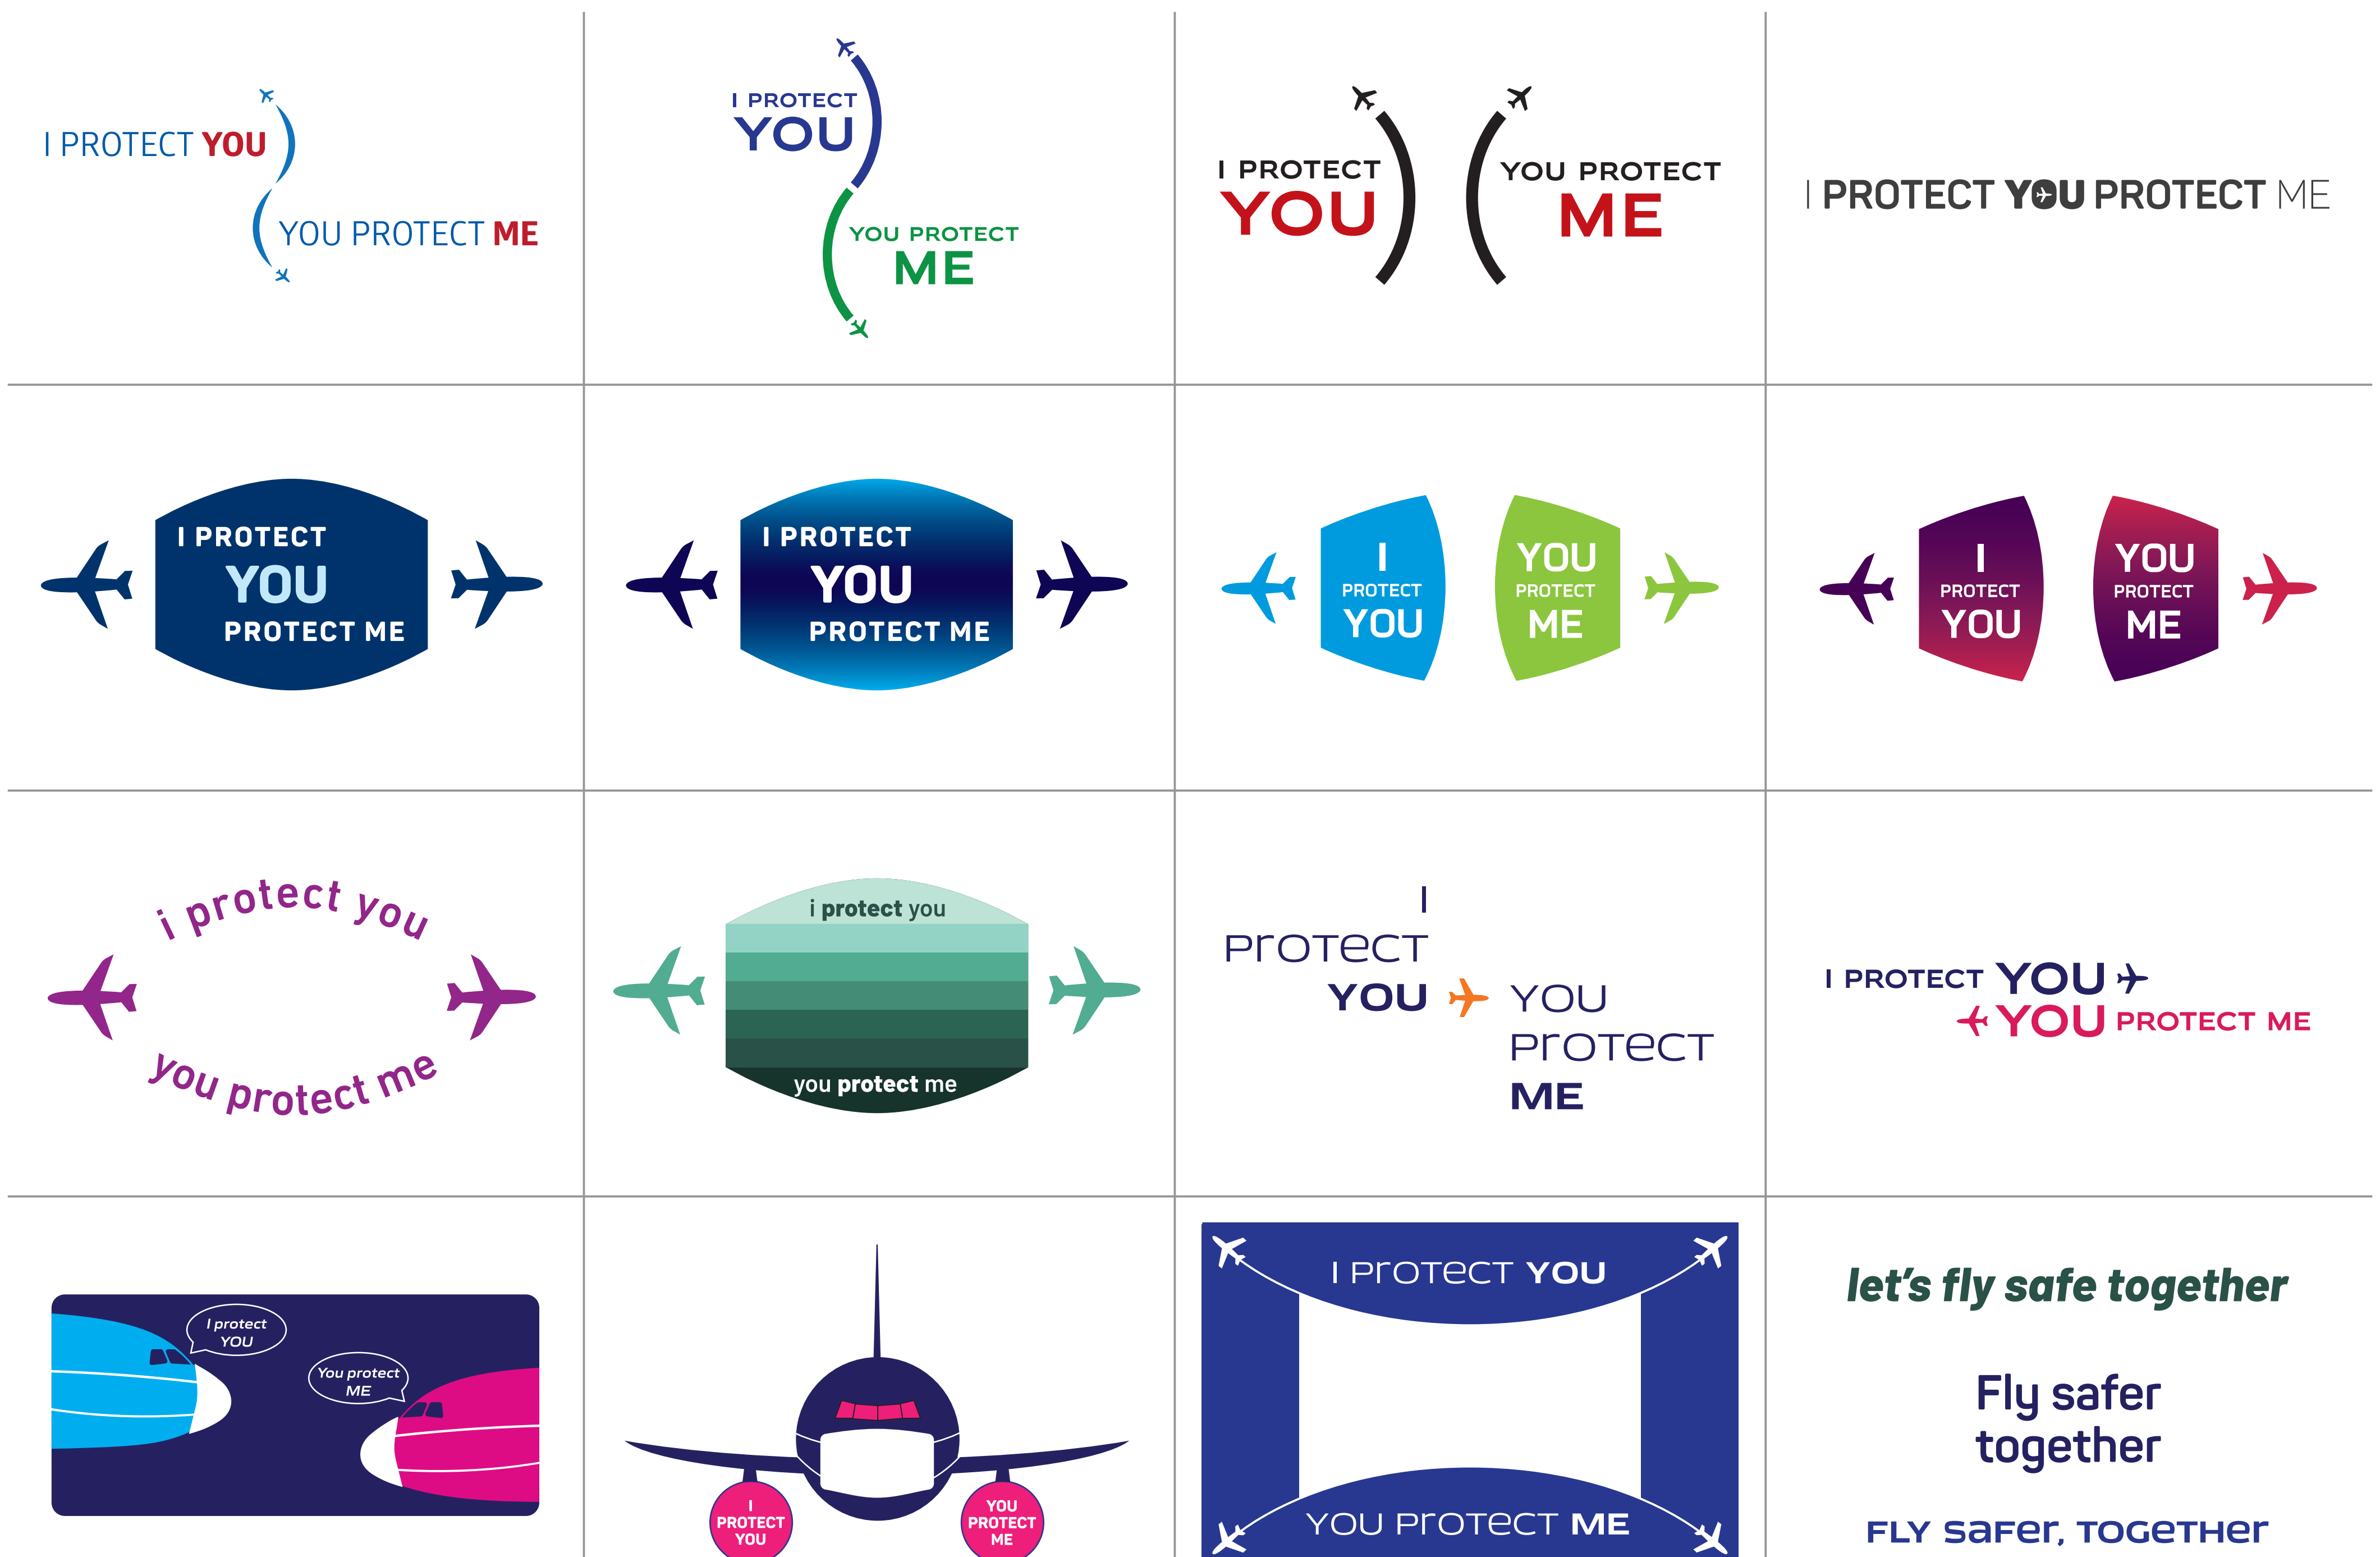 I PROTECT YOU
YOU PROTECT ME
I PROTECT
YOU
YOU PROTECT
ME
I PROTECT
YOU
YOU PROTECT
ME
I PROTECT YOU PROTECT ME
I PROTECT
YOU
PROTECT ME
I PROTECT
YOU
PROTECT ME
I
PROTECT
YOU
YOU
PROTECT
ME
I
PROTECT
YOU
YOU
PROTECT
ME
i protect you
you protect me
i protect you
you protect me
I
PrOTeCT
YOU
YOU
PrOTeCT
ME
I PROTECT YOU
YOU PROTECT ME
I protect
YOU
You protect
ME
I
PROTECT
YOU
YOU
PROTECT
ME
I PrOTeCT YOU
YOU PrOTeCT ME
let's fly safe together
Fly safer
together
FLY SaFer, TOGeTHer